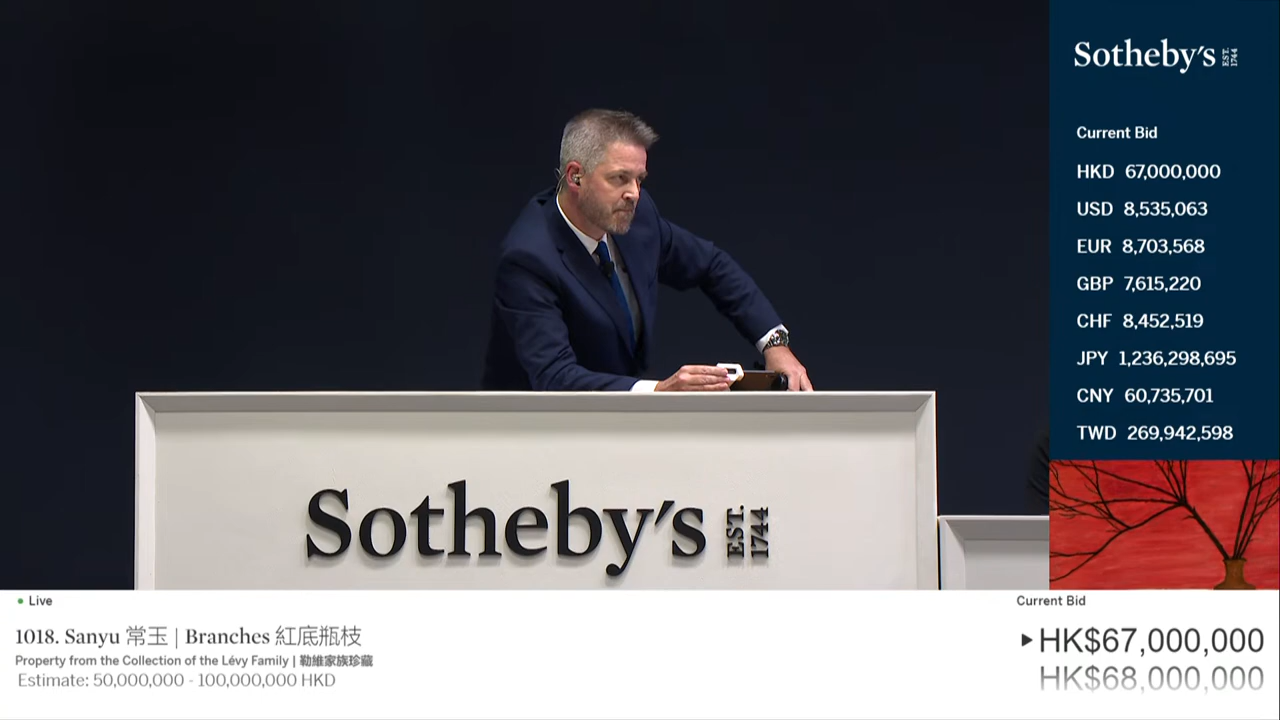 Sotheby's EST. 1744
Current Bid
HKD 67,000,000
USD 8,535,063
EUR 8,703,568
GBP 7,615,220
CHF 8,452,519
JPY 1,236,298,695
CNY 60,735,701
TWD 269,942,598
Sotheby's EST. 1744
Live
Current Bid
1018. Sanyu 常玉 | Branches 紅底瓶枝
Property from the Collection of the Lévy Family | 勒維家族珍藏
Estimate: 50,000,000 - 100,000,000 HKD
HK$67,000,000
HK$68,000,000